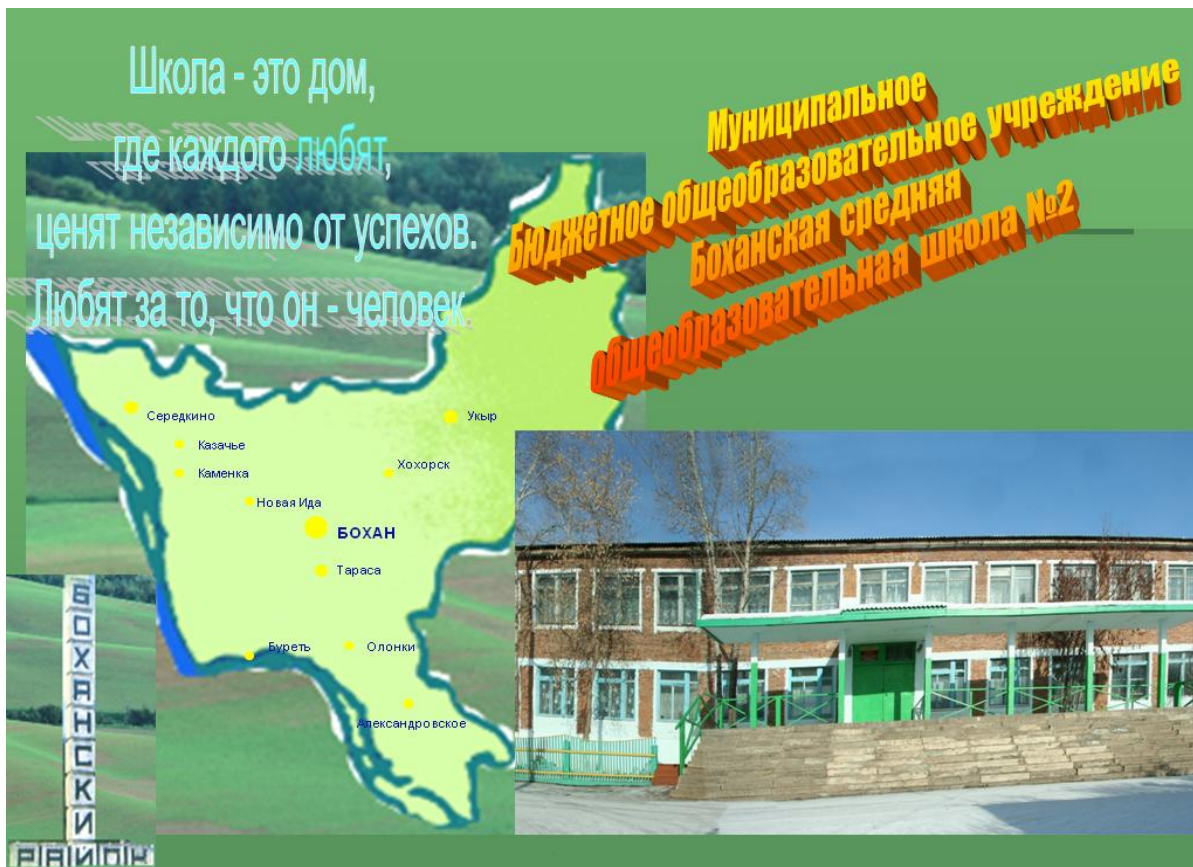 Школа - это дом,
где каждого любят,
ценят независимо от успехов.
Любят за то, что он - человек.
Муниципальное
Бюджетное общеобразовательное учреждение
Боханская средняя
общеобразовательная школа №2
Середкино
Укыр
Казачье
Хохорск
Каменка
Новая Ида
БОХАН
Тараса
Буреть
Олонки
Александровское
БОХАНСКИ
РАЙОН